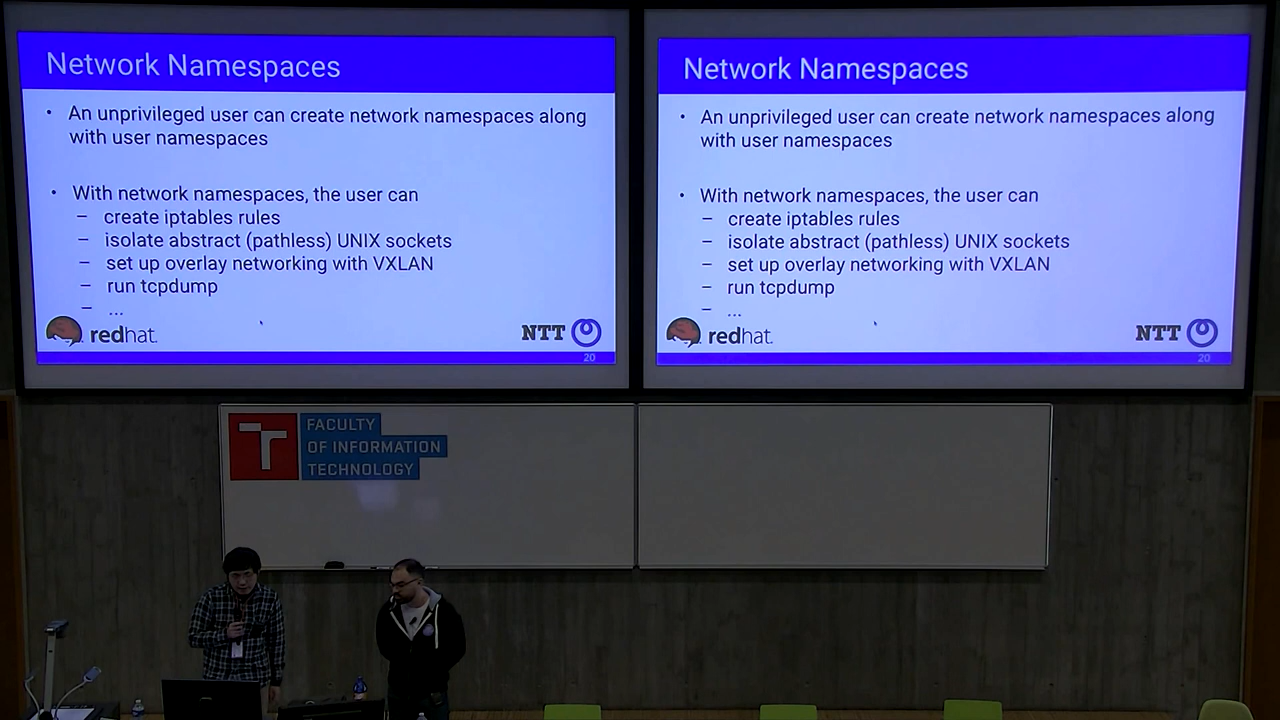 Network Namespaces
• An unprivileged user can create network namespaces along
with user namespaces
• With network namespaces, the user can
– create iptables rules
– isolate abstract (pathless) UNIX sockets
– set up overlay networking with VXLAN
– run tcpdump
– ...
redhat.
NTT
20
Network Namespaces
• An unprivileged user can create network namespaces along
with user namespaces
• With network namespaces, the user can
– create iptables rules
– isolate abstract (pathless) UNIX sockets
– set up overlay networking with VXLAN
– run tcpdump
– ...
redhat.
NTT
20
T
FACULTY
OF INFORMATION
TECHNOLOGY